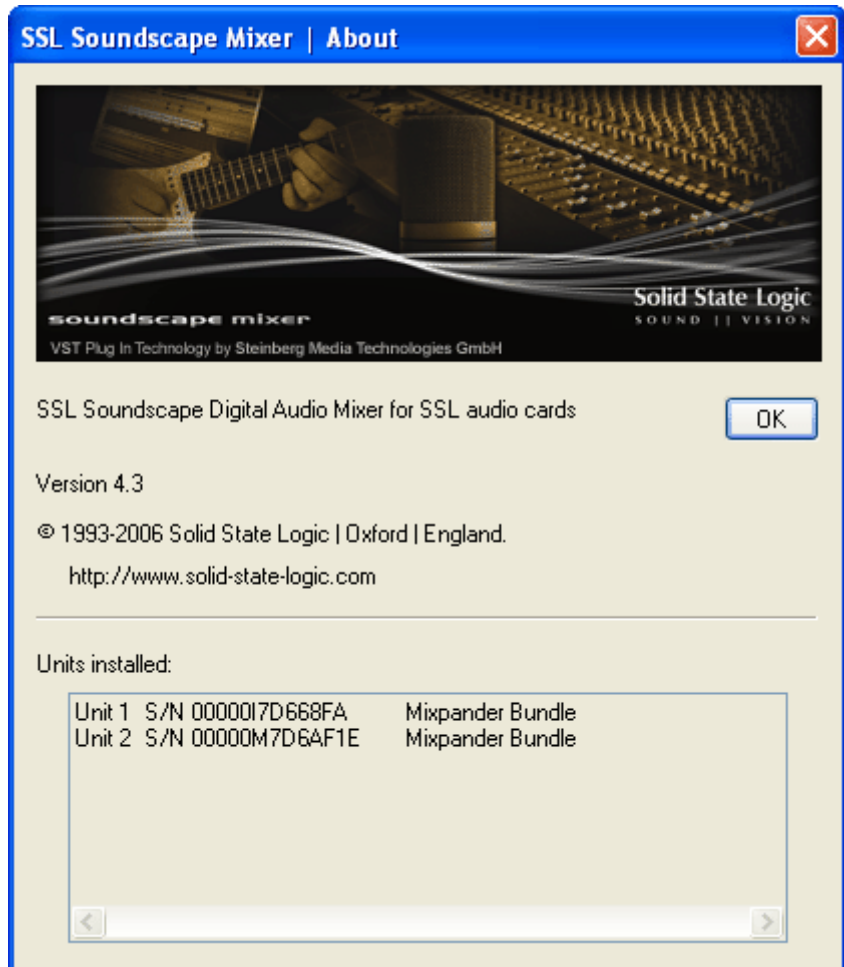 SSL Soundscape Mixer | About
Solid State Logic
SOUND || VISION
soundscape mixer
VST Plug In Technology by Steinberg Media Technologies GmbH
SSL Soundscape Digital Audio Mixer for SSL audio cards
OK
Version 4.3
© 1993-2006 Solid State Logic | Oxford | England.
http://www.solid-state-logic.com
Units installed:
Unit 1 S/N 00000I7D668FA Mixpander Bundle
Unit 2 S/N 00000M7D6AF1E Mixpander Bundle